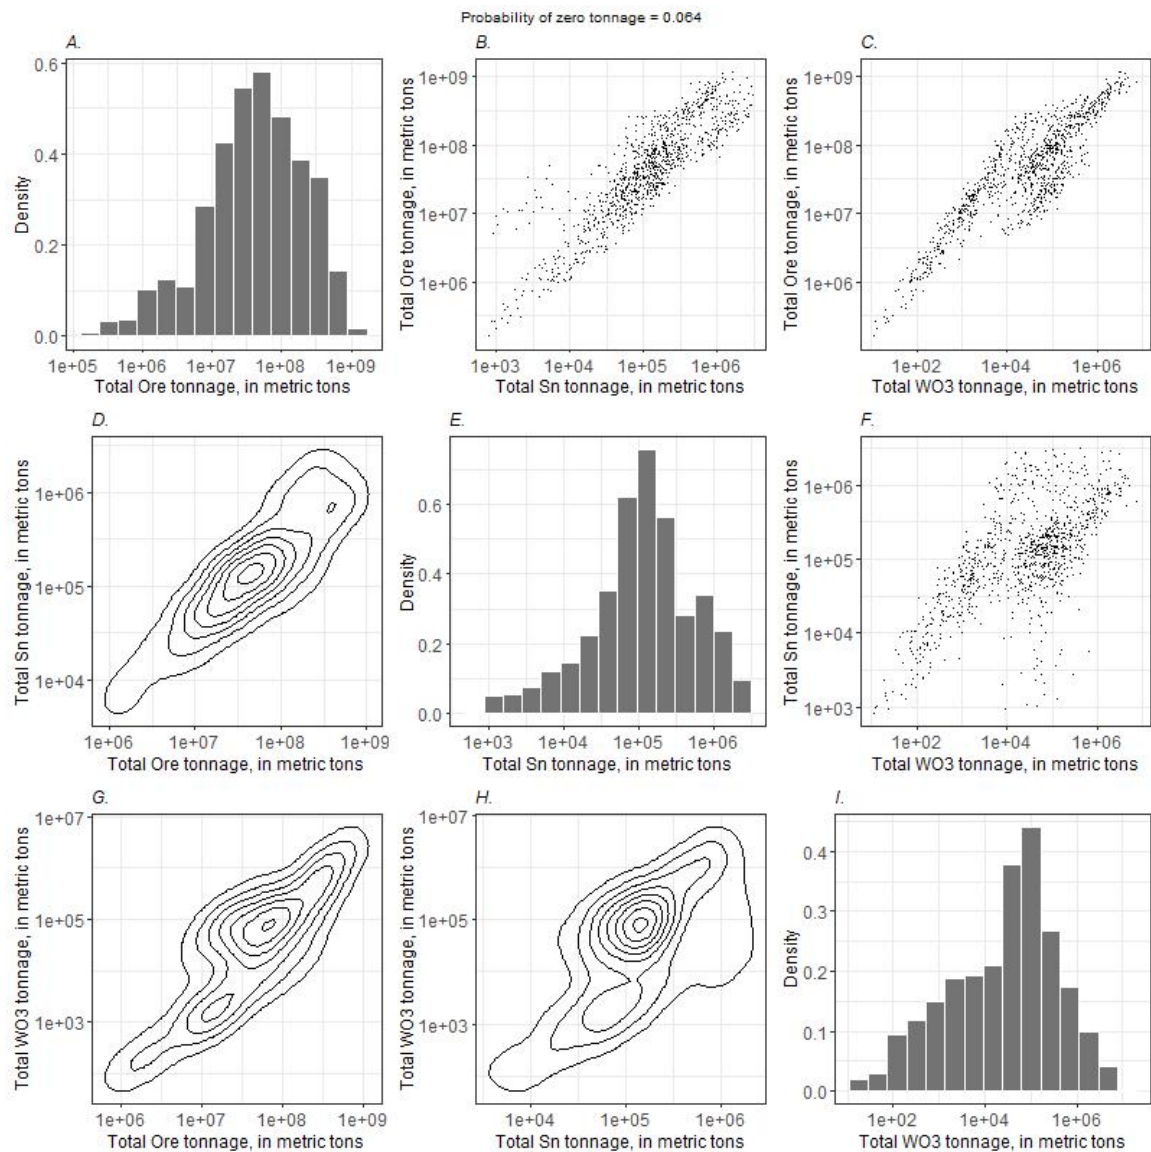 Probability of zero tonnage = 0.064
A.
B.
C.
0.6
0.4
0.2
0.0
Density
1e+05 1e+06 1e+07 1e+08 1e+09
Total Ore tonnage, in metric tons
1e+09
1e+08
1e+07
1e+06
Total Ore tonnage, in metric tons
1e+03 1e+04 1e+05 1e+06
Total Sn tonnage, in metric tons
1e+09
1e+08
1e+07
1e+06
Total Ore tonnage, in metric tons
1e+02 1e+04 1e+06
Total WO3 tonnage, in metric tons
D.
E.
F.
1e+06
1e+05
1e+04
Total Sn tonnage, in metric tons
1e+06 1e+07 1e+08 1e+09
Total Ore tonnage, in metric tons
0.6
0.4
0.2
0.0
Density
1e+03 1e+04 1e+05 1e+06
Total Sn tonnage, in metric tons
1e+06
1e+05
1e+04
1e+03
Total Sn tonnage, in metric tons
1e+02 1e+04 1e+06
Total WO3 tonnage, in metric tons
G.
H.
I.
1e+07
1e+05
1e+03
Total WO3 tonnage, in metric tons
1e+06 1e+07 1e+08 1e+09
Total Ore tonnage, in metric tons
1e+07
1e+05
1e+03
Total WO3 tonnage, in metric tons
1e+04 1e+05 1e+06
Total Sn tonnage, in metric tons
0.4
0.3
0.2
0.1
0.0
Density
1e+02 1e+04 1e+06
Total WO3 tonnage, in metric tons